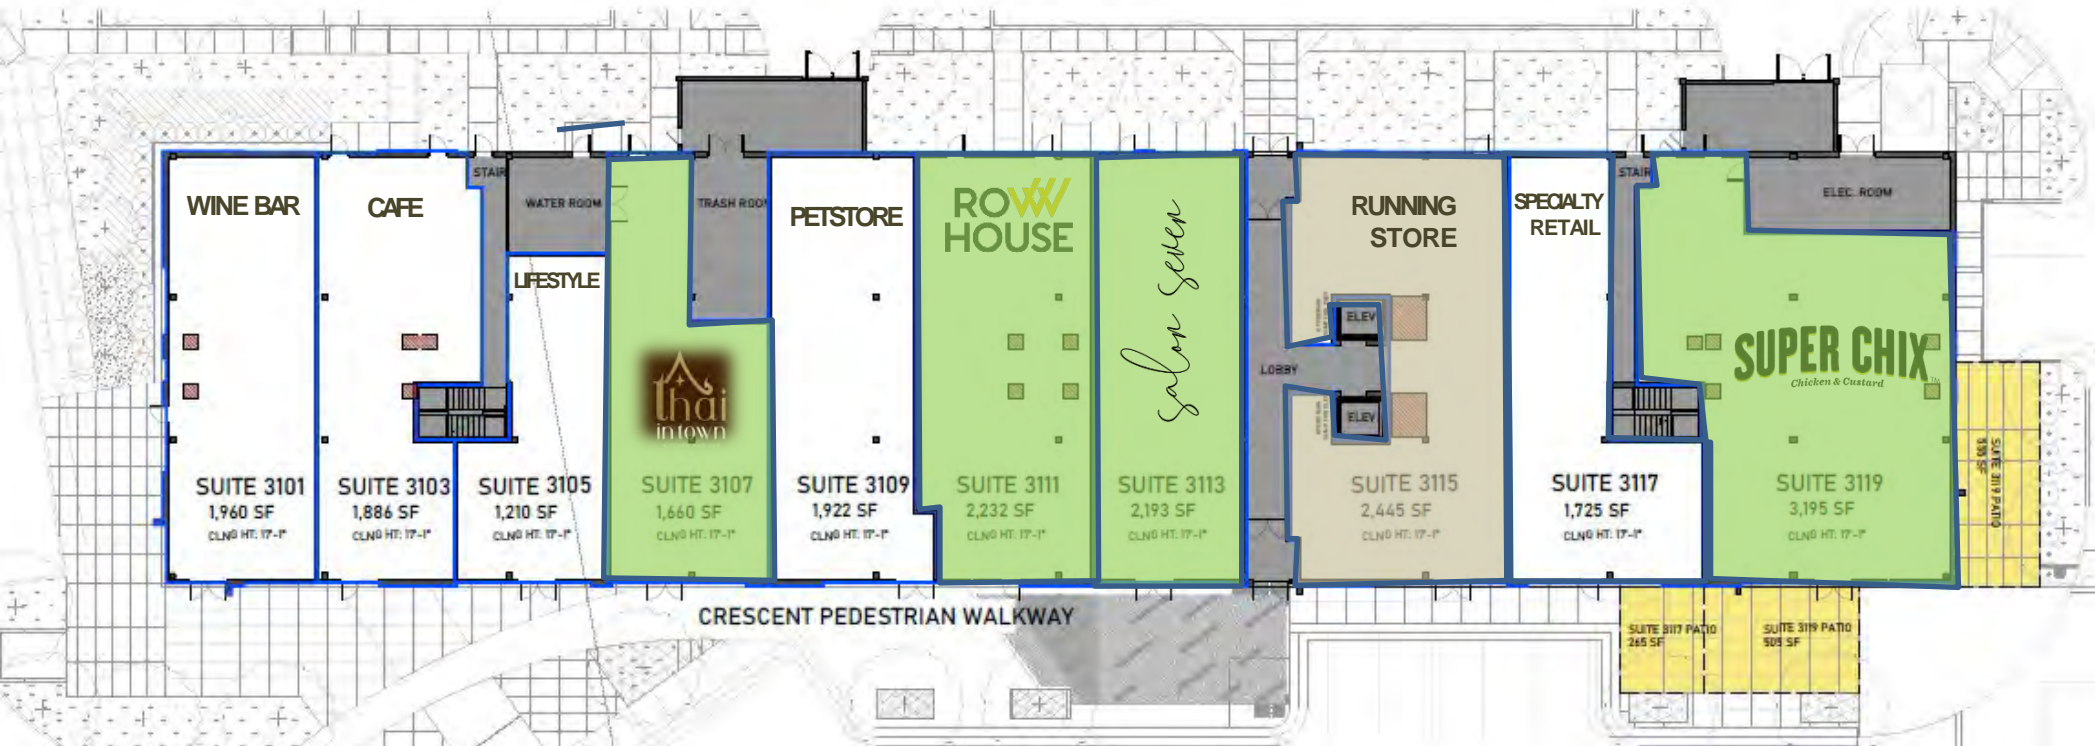 STAIR
STAIR
WATER ROOM
TRASH ROOM
ELEC. ROOM
WINE BAR
CAFE
LIFESTYLE
PETSTORE
ROW
HOUSE
salon seven
RUNNING
STORE
SPECIALTY
RETAIL
thai
in town
SUPER CHIX
Chicken & Custard
ELEV
LOBBY
ELEV
SUITE 3101
1,960 SF
CLNG HT: 17'-1"
SUITE 3103
1,886 SF
CLNG HT: 17'-1"
SUITE 3105
1,210 SF
CLNG HT: 17'-1"
SUITE 3107
1,660 SF
CLNG HT: 17'-1"
SUITE 3109
1,922 SF
CLNG HT: 17'-1"
SUITE 3111
2,232 SF
CLNG HT: 17'-1"
SUITE 3113
2,193 SF
CLNG HT: 17'-1"
SUITE 3115
2,445 SF
CLNG HT: 17'-1"
SUITE 3117
1,725 SF
CLNG HT: 17'-1"
SUITE 3119
3,195 SF
CLNG HT: 17'-1"
SUITE 3119 PATIO
CRESCENT PEDESTRIAN WALKWAY
SUITE 3117 PATIO
265 SF
SUITE 3119 PATIO
505 SF